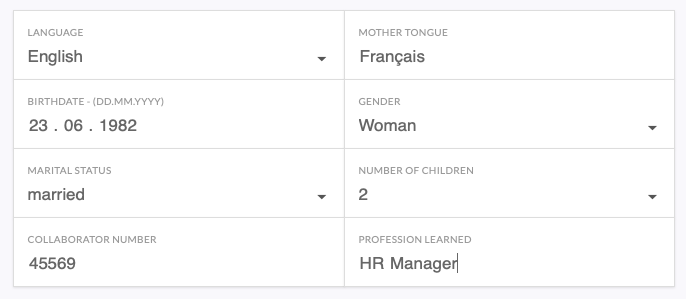 LANGUAGE
English
MOTHER TONGUE
Français
BIRTHDATE - (DD.MM.YYYY)
23 . 06 . 1982
GENDER
Woman
MARITAL STATUS
married
NUMBER OF CHILDREN
2
COLLABORATOR NUMBER
45569
PROFESSION LEARNED
HR Manager